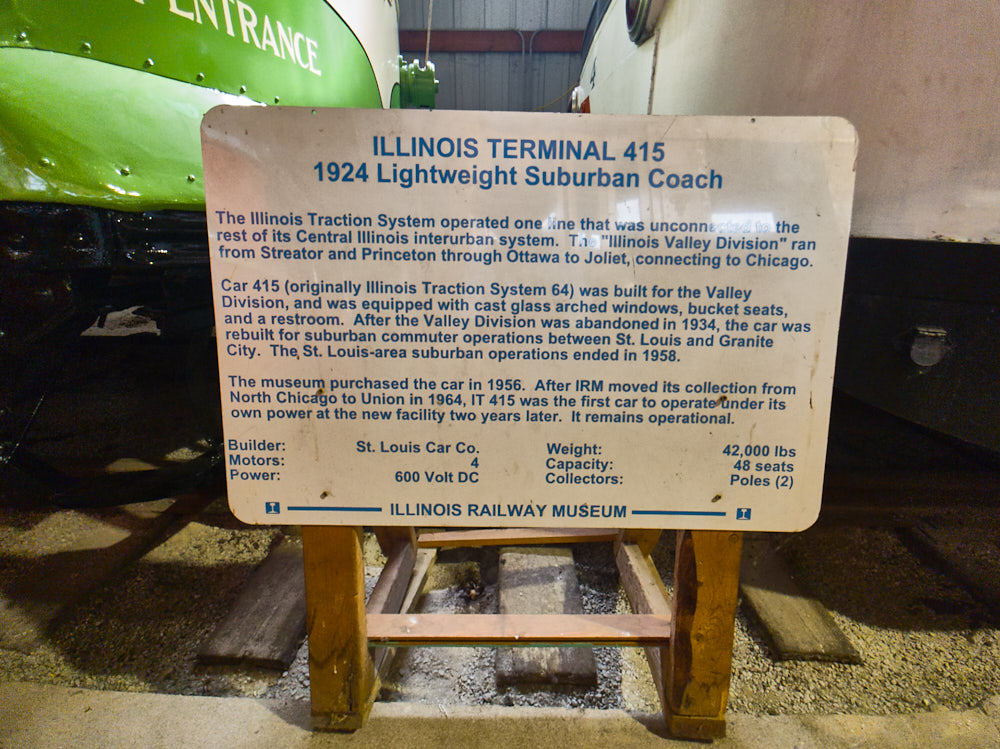 ENTRANCE
ILLINOIS TERMINAL 415
1924 Lightweight Suburban Coach
The Illinois Traction System operated one line that was unconnected to the
rest of its Central Illinois interurban system. The "Illinois Valley Division" ran
from Streator and Princeton through Ottawa to Joliet, connecting to Chicago.
Car 415 (originally Illinois Traction System 64) was built for the Valley
Division, and was equipped with cast glass arched windows, bucket seats,
and a restroom. After the Valley Division was abandoned in 1934, the car was
rebuilt for suburban commuter operations between St. Louis and Granite
City. The St. Louis-area suburban operations ended in 1958.
The museum purchased the car in 1956. After IRM moved its collection from
North Chicago to Union in 1964, IT 415 was the first car to operate under its
own power at the new facility two years later. It remains operational.
Builder: St. Louis Car Co. Weight: 42,000 lbs
Motors: 4 Capacity: 48 seats
Power: 600 Volt DC Collectors: Poles (2)
I ILLINOIS RAILWAY MUSEUM I